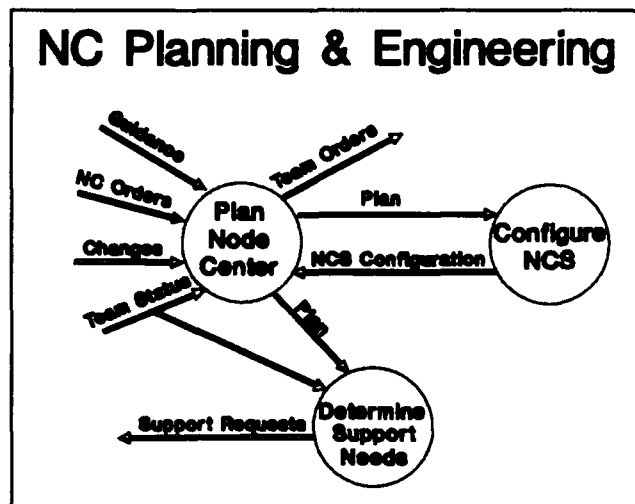 NC Planning & Engineering
Guidance
Team Orders
NC Orders
Plan
Node
Center
Plan
Configure
NCS
Changes
NCS Configuration
Team Status
Plan
Determine
Support
Needs
Support Requests